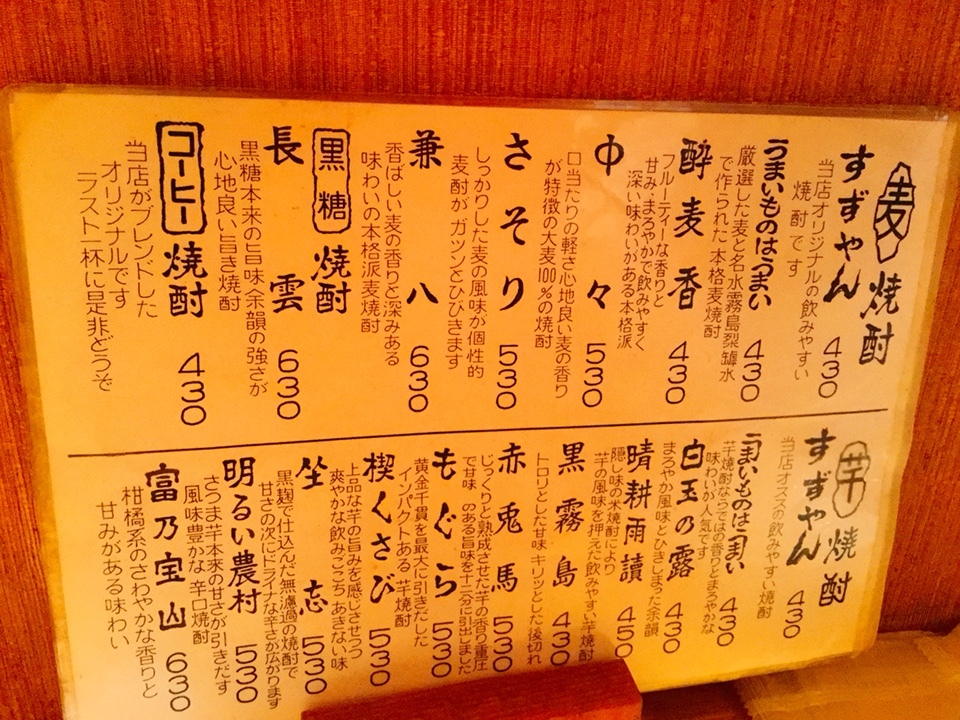 麦焼酎
すずやん 430
当店オリジナルの飲みやすい
焼酎です
うまいものはうまい 430
厳選した麦と名水霧島裂罅水
で作られた本格麦焼酎
酔麦香 430
フルーティーな香りと
甘みまろやかで飲みやすく
深い味わいがある本格派
中々 530
口当たりの軽さ心地良い麦の香り
が特徴の大麦100%の焼酎
さそり 530
しっかりした麦の風味が個性的
麦酎がガツンとひびきます
兼八 630
香ばしい麦の香りと深みある
味わいの本格派麦焼酎
黒糖焼酎
長雲 630
黒糖本来の旨味余韻の強さが
心地良い旨き焼酎
コーヒー焼酎 430
当店がブレンドした
オリジナルです
ラスト一杯に是非どうぞ
芋焼酎
すずやん 430
当店オススの飲みやすい焼酎
うまいものはうまい 430
芋焼酎ならではの香りとまろやかな
味わいが人気です
白玉の露 430
まろやか風味とひきしまった余韻
晴耕雨讀 450
隠し味の米焼酎により
芋の風味を押えた飲みやすい芋焼酎
黒霧島 430
トロリとした甘味キリッとした後切れ
赤兎馬 530
じっくりと熟成させた芋の香り重圧
で甘味のある旨味を十二分に引出しました
もぐら 530
黄金千貫を最大に引きだした
インパクトある芋焼酎
楔くさび 530
上品な芋の旨みを感じさせつつ
爽やかな飲みごこちあきない味
坐忘 530
黒麹で仕込んだ無濾過の焼酎で
甘さの次にドライナな辛さが広がります
明るい農村 530
さつま芋本来の甘さが引きだす
風味豊かな辛口焼酎
富乃宝山 630
柑橘系のさわやかな香りと
甘みがある味わい